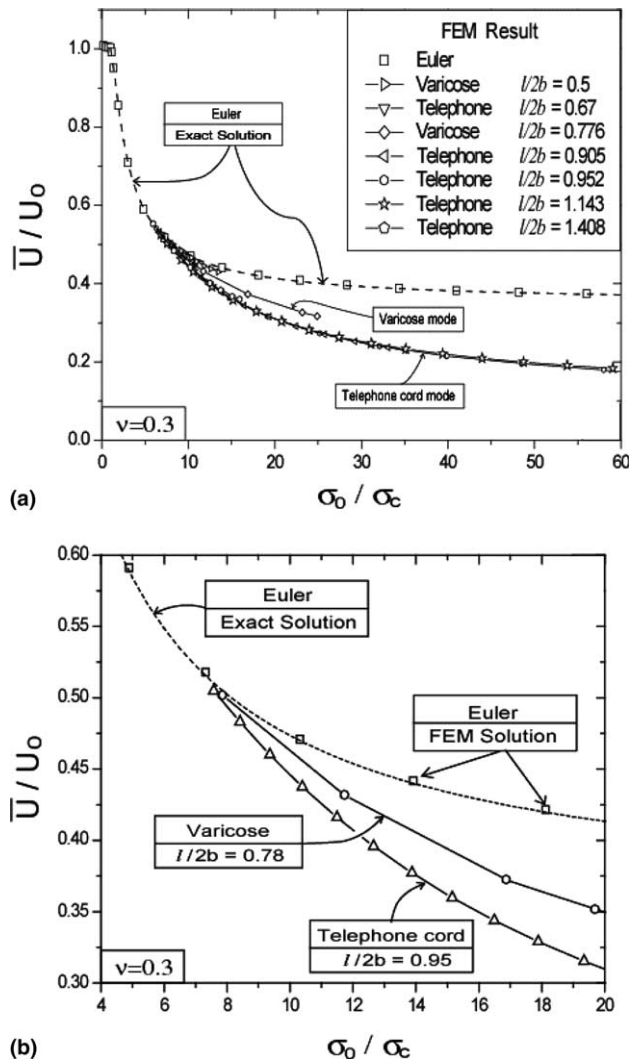 FEM Result
Euler
Varicose l/2b = 0.5
Telephone l/2b = 0.67
Varicose l/2b = 0.776
Telephone l/2b = 0.905
Telephone l/2b = 0.952
Telephone l/2b = 1.143
Telephone l/2b = 1.408
Euler
Exact Solution
Varicose mode
Telephone cord mode
ν=0.3
1.0
0.8
0.6
0.4
0.2
0.0
U̅ / U₀
0 10 20 30 40 50 60
σ₀ / σc
(a)
0.60
0.55
0.50
0.45
0.40
0.35
0.30
U̅ / U₀
Euler
Exact Solution
Euler
FEM Solution
Varicose
l/2b = 0.78
Telephone cord
l/2b = 0.95
ν=0.3
4 6 8 10 12 14 16 18 20
σ₀ / σc
(b)